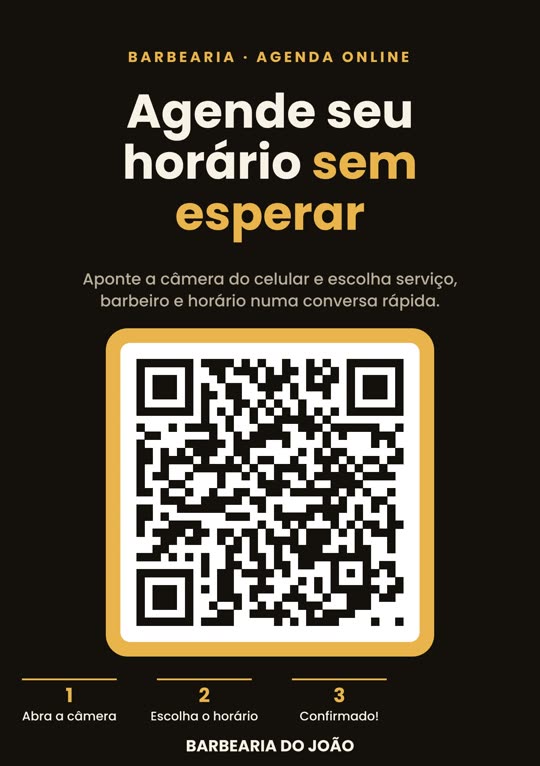 BARBEARIA · AGENDA ONLINE
Agende seu
horário sem
esperar
Aponte a câmera do celular e escolha serviço,
barbeiro e horário numa conversa rápida.
1
Abra a câmera
2
Escolha o horário
3
Confirmado!
BARBEARIA DO JOÃO